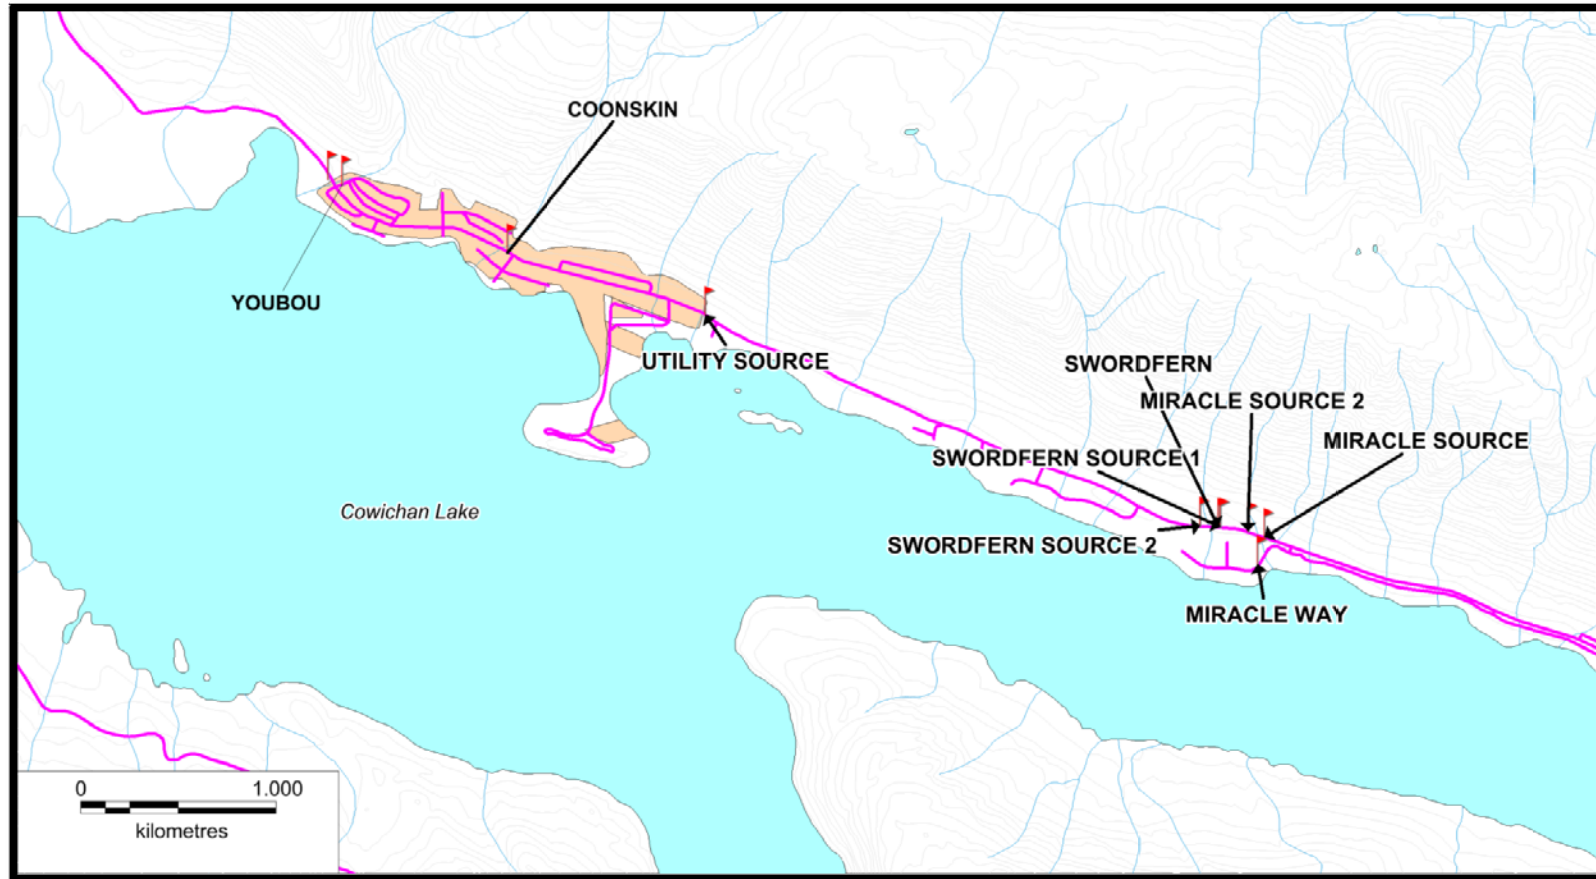 COONSKIN
YOUBOU
UTILITY SOURCE
SWORDFERN
MIRACLE SOURCE 2
MIRACLE SOURCE
SWORDFERN SOURCE 1
Cowichan Lake
SWORDFERN SOURCE 2
MIRACLE WAY
0 1.000
kilometres